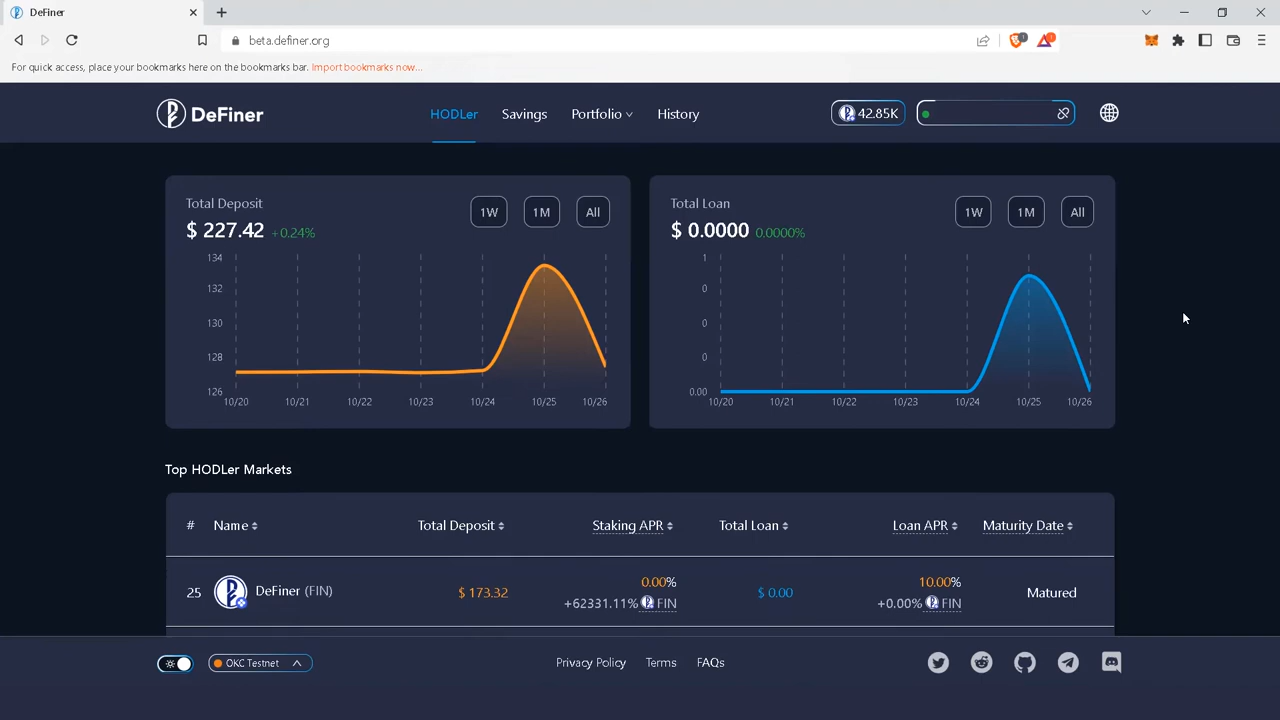 DeFiner
beta.definer.org
For quick access, place your bookmarks here on the bookmarks bar. Import bookmarks now...
DeFiner
HODLer
Savings
Portfolio
History
42.85K
Total Deposit
$ 227.42 +0.24%
1W
1M
All
134
132
130
128
126
10/20
10/21
10/22
10/23
10/24
10/25
10/26
Total Loan
$ 0.0000 0.0000%
1W
1M
All
1
0
0
0
0.00
10/20
10/21
10/22
10/23
10/24
10/25
10/26
Top HODLer Markets
# Name Total Deposit Staking APR Total Loan Loan APR Maturity Date
25 DeFiner (FIN) $ 173.32 0.00% $ 0.00 10.00% Matured
+62331.11% FIN +0.00% FIN
OKC Testnet
Privacy Policy
Terms
FAQs